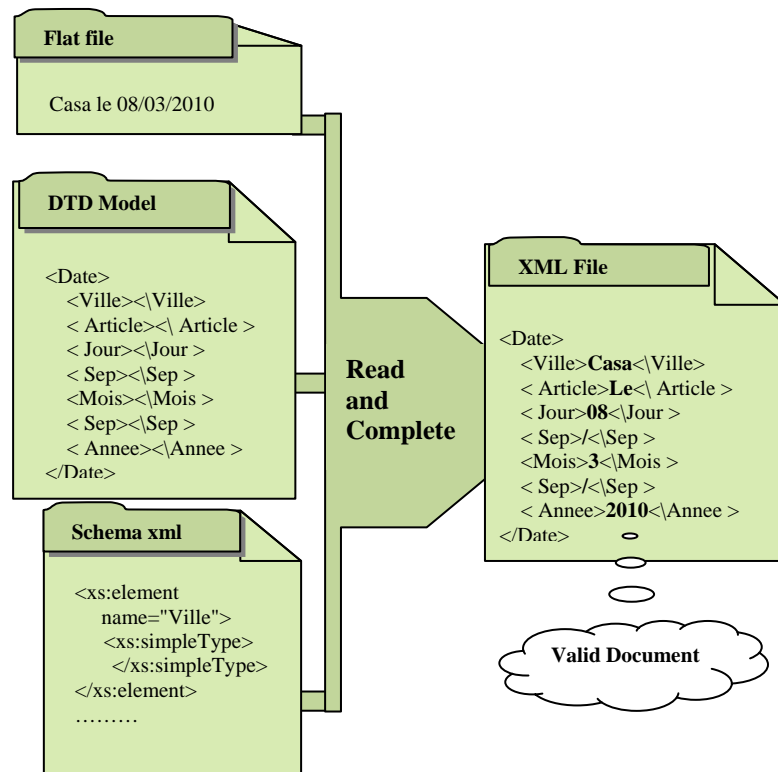 Flat file
Casa le 08/03/2010
DTD Model
<Date>
<Ville><\Ville>
< Article><\ Article >
< Jour><\Jour >
< Sep><\Sep >
<Mois><\Mois >
< Sep><\Sep >
< Annee><\Annee >
</Date>
Schema xml
<xs:element
name="Ville">
<xs:simpleType>
</xs:simpleType>
</xs:element>
………
Read
and
Complete
XML File
<Date>
<Ville>Casa<\Ville>
< Article>Le<\ Article >
< Jour>08<\Jour >
< Sep>/<\Sep >
<Mois>3<\Mois >
< Sep>/<\Sep >
< Annee>2010<\Annee >
</Date>
Valid Document